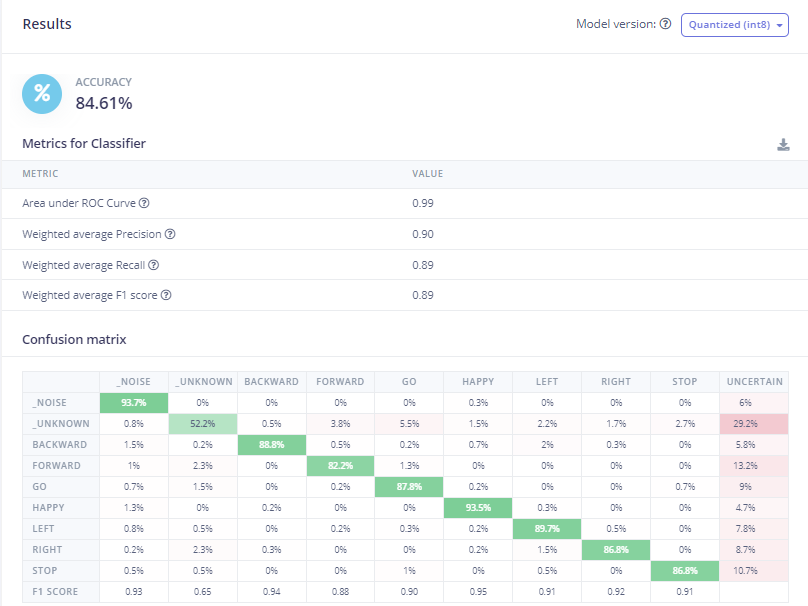 Results
Model version: Quantized (int8)
%
ACCURACY
84.61%
Metrics for Classifier
METRIC VALUE
Area under ROC Curve ? 0.99
Weighted average Precision ? 0.90
Weighted average Recall ? 0.89
Weighted average F1 score ? 0.89
Confusion matrix
_NOISE _UNKNOWN BACKWARD FORWARD GO HAPPY LEFT RIGHT STOP UNCERTAIN
_NOISE 93.7% 0% 0% 0% 0% 0.3% 0% 0% 0% 6%
_UNKNOWN 0.8% 52.2% 0.5% 3.8% 5.5% 1.5% 2.2% 1.7% 2.7% 29.2%
BACKWARD 1.5% 0.2% 88.8% 0.5% 0.2% 0.7% 2% 0.3% 0% 5.8%
FORWARD 1% 2.3% 0% 82.2% 1.3% 0% 0% 0% 0% 13.2%
GO 0.7% 1.5% 0% 0.2% 87.8% 0.2% 0% 0% 0.7% 9%
HAPPY 1.3% 0% 0.2% 0% 0% 93.5% 0.3% 0% 0% 4.7%
LEFT 0.8% 0.5% 0% 0.2% 0.3% 0.2% 89.7% 0.5% 0% 7.8%
RIGHT 0.2% 2.3% 0.3% 0% 0% 0.2% 1.5% 86.8% 0% 8.7%
STOP 0.5% 0.5% 0% 0% 1% 0% 0.5% 0% 86.8% 10.7%
F1 SCORE 0.93 0.65 0.94 0.88 0.90 0.95 0.91 0.92 0.91